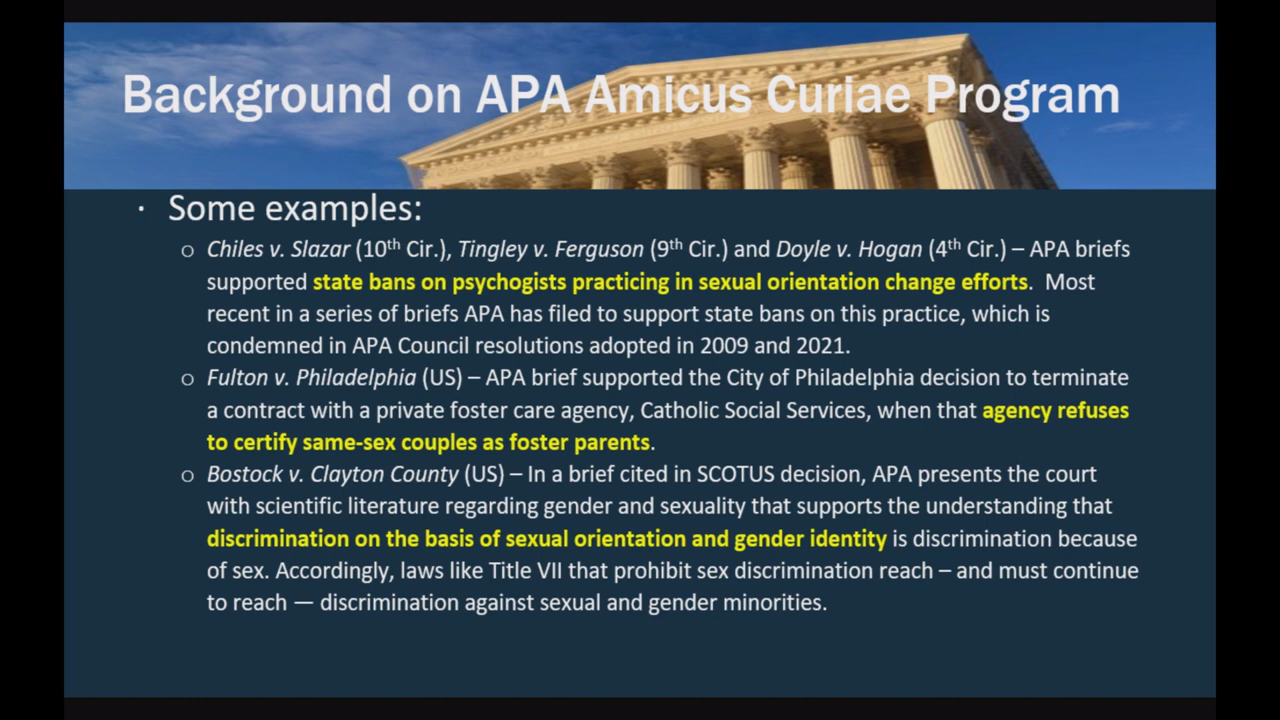 Background on APA Amicus Curiae Program
· Some examples:
o Chiles v. Slazar (10th Cir.), Tingley v. Ferguson (9th Cir.) and Doyle v. Hogan (4th Cir.) – APA briefs
supported state bans on psychogists practicing in sexual orientation change efforts. Most
recent in a series of briefs APA has filed to support state bans on this practice, which is
condemned in APA Council resolutions adopted in 2009 and 2021.
o Fulton v. Philadelphia (US) – APA brief supported the City of Philadelphia decision to terminate
a contract with a private foster care agency, Catholic Social Services, when that agency refuses
to certify same-sex couples as foster parents.
o Bostock v. Clayton County (US) – In a brief cited in SCOTUS decision, APA presents the court
with scientific literature regarding gender and sexuality that supports the understanding that
discrimination on the basis of sexual orientation and gender identity is discrimination because
of sex. Accordingly, laws like Title VII that prohibit sex discrimination reach – and must continue
to reach — discrimination against sexual and gender minorities.